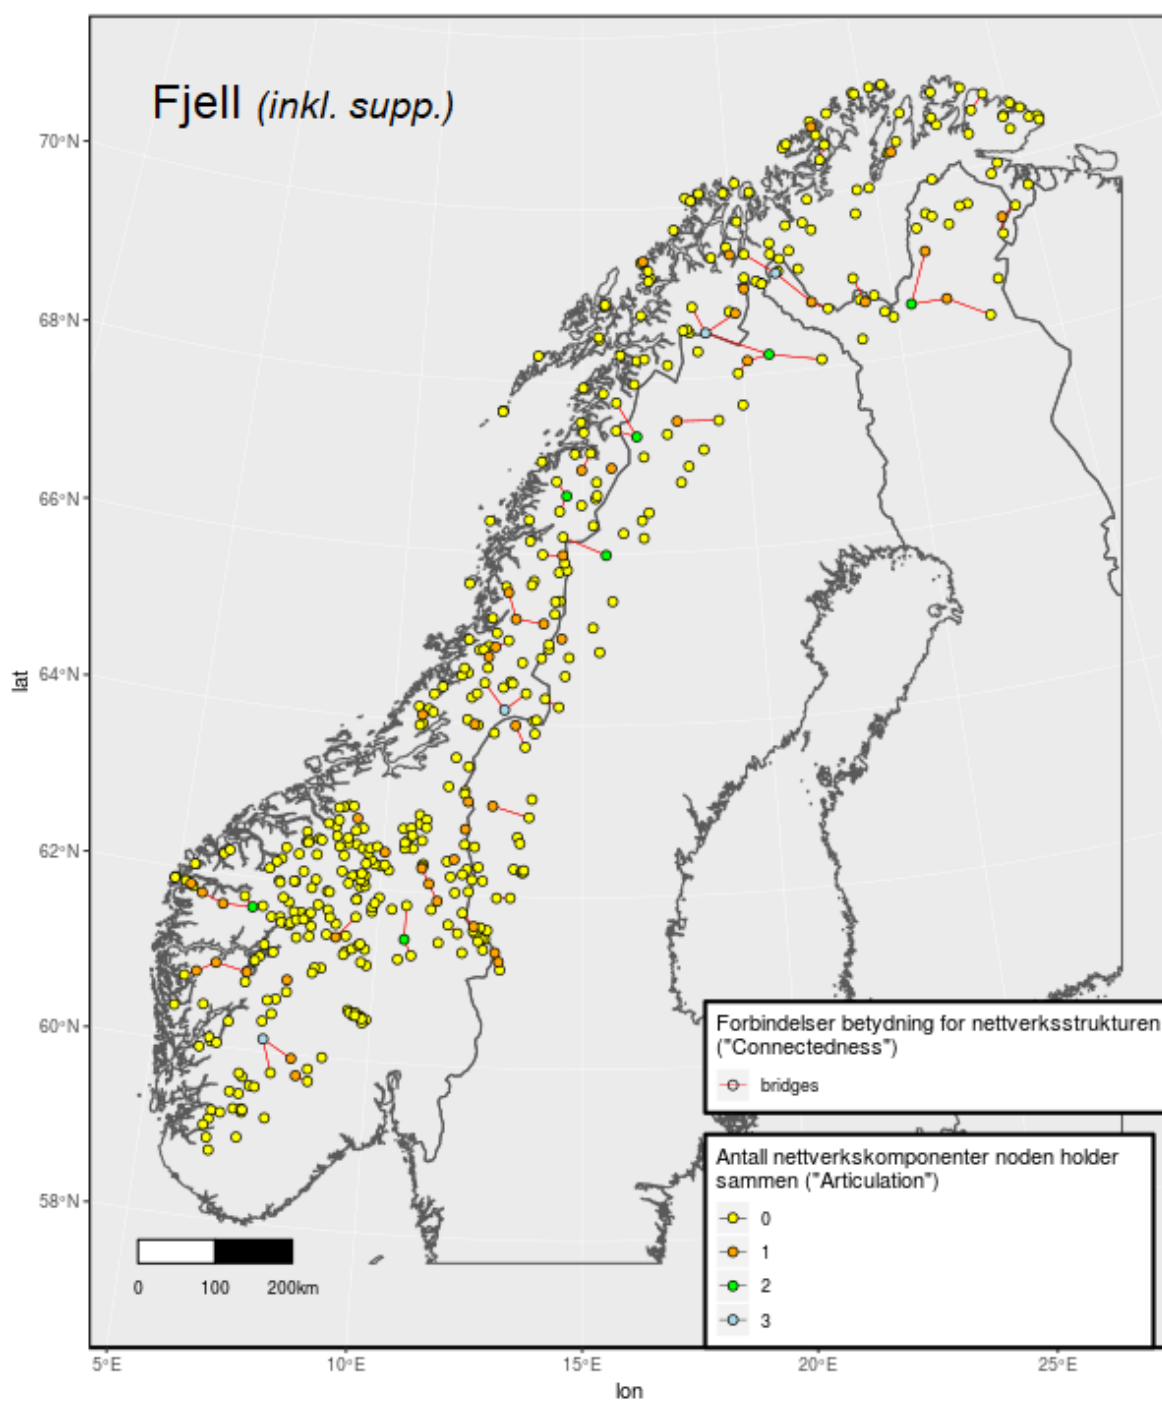 Fjell (inkl. supp.)
70°N
68°N
66°N
64°N
62°N
60°N
58°N
lat
Forbindelser betydning for nettverksstrukturen
("Connectedness")
bridges
Antall nettverkskomponenter noden holder
sammen ("Articulation")
0
1
2
3
0 100 200km
5°E 10°E 15°E 20°E 25°E
lon